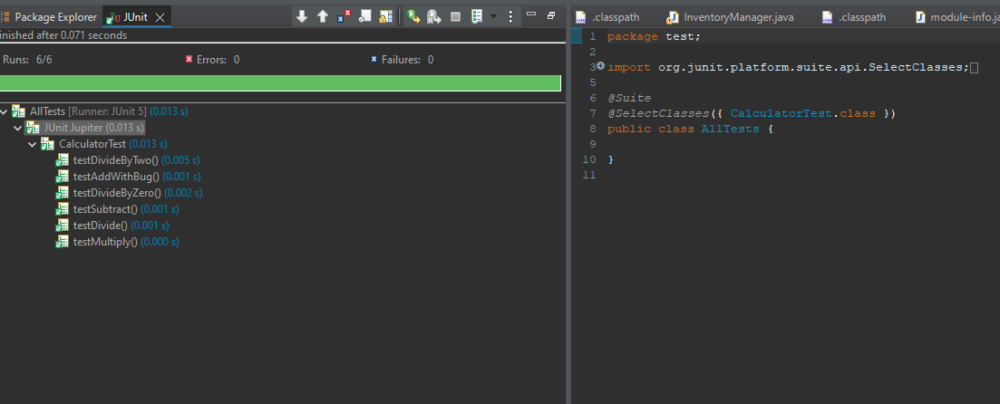 Package Explorer JUnit
inished after 0.071 seconds
Runs: 6/6 Errors: 0 Failures: 0
AllTests [Runner: JUnit 5] (0.013 s)
JUnit Jupiter (0.013 s)
CalculatorTest (0.013 s)
testDivideByTwo() (0.005 s)
testAddWithBug() (0.001 s)
testDivideByZero() (0.002 s)
testSubtract() (0.001 s)
testDivide() (0.001 s)
testMultiply() (0.000 s)
.classpath InventoryManager.java .classpath module-info.ja
1 package test;
2
3 import org.junit.platform.suite.api.SelectClasses;
5
6 @Suite
7 @SelectClasses({ CalculatorTest.class })
8 public class AllTests {
9
10 }
11